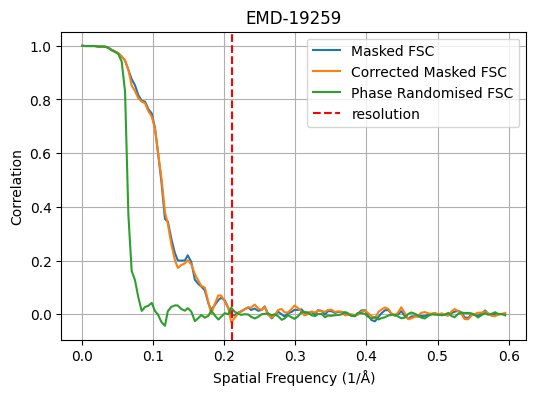 EMD-19259
Masked FSC
Corrected Masked FSC
Phase Randomised FSC
resolution
Correlation
1.0
0.8
0.6
0.4
0.2
0.0
0.0 0.1 0.2 0.3 0.4 0.5 0.6
Spatial Frequency (1/Å)